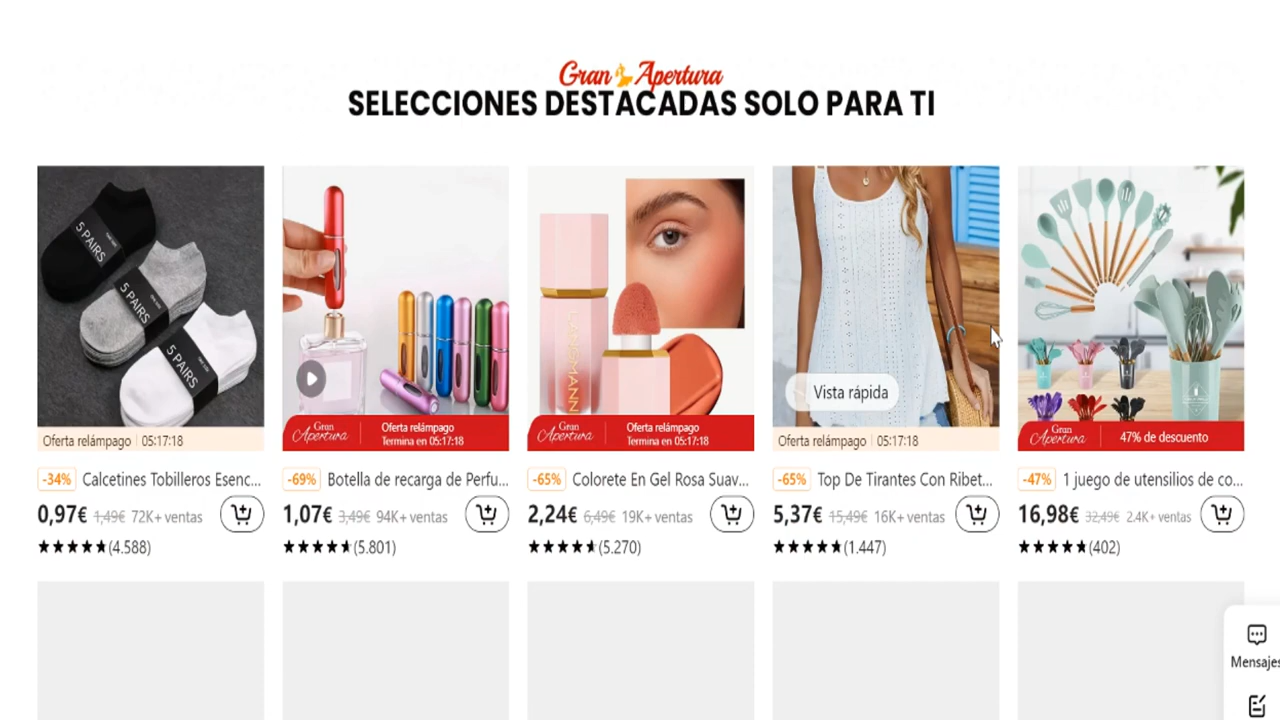 Gran Apertura
SELECCIONES DESTACADAS SOLO PARA TI
5 PAIRS
5 PAIRS
5 PAIRS
Oferta relámpago | 05:17:18
-34% Calcetines Tobilleros Esenc...
0,97€ 1,49€ 72K+ ventas
(4.588)
Gran Apertura
Oferta relámpago
Termina en 05:17:18
-69% Botella de recarga de Perfu...
1,07€ 3,49€ 94K+ ventas
(5.801)
Gran Apertura
Oferta relámpago
Termina en 05:17:18
-65% Colorete En Gel Rosa Suav...
2,24€ 6,49€ 19K+ ventas
(5.270)
Vista rápida
Oferta relámpago | 05:17:18
-65% Top De Tirantes Con Ribet...
5,37€ 15,49€ 16K+ ventas
(1.447)
Gran Apertura
47% de descuento
-47% 1 juego de utensilios de co...
16,98€ 32,49€ 2.4K+ ventas
(402)
Mensajes